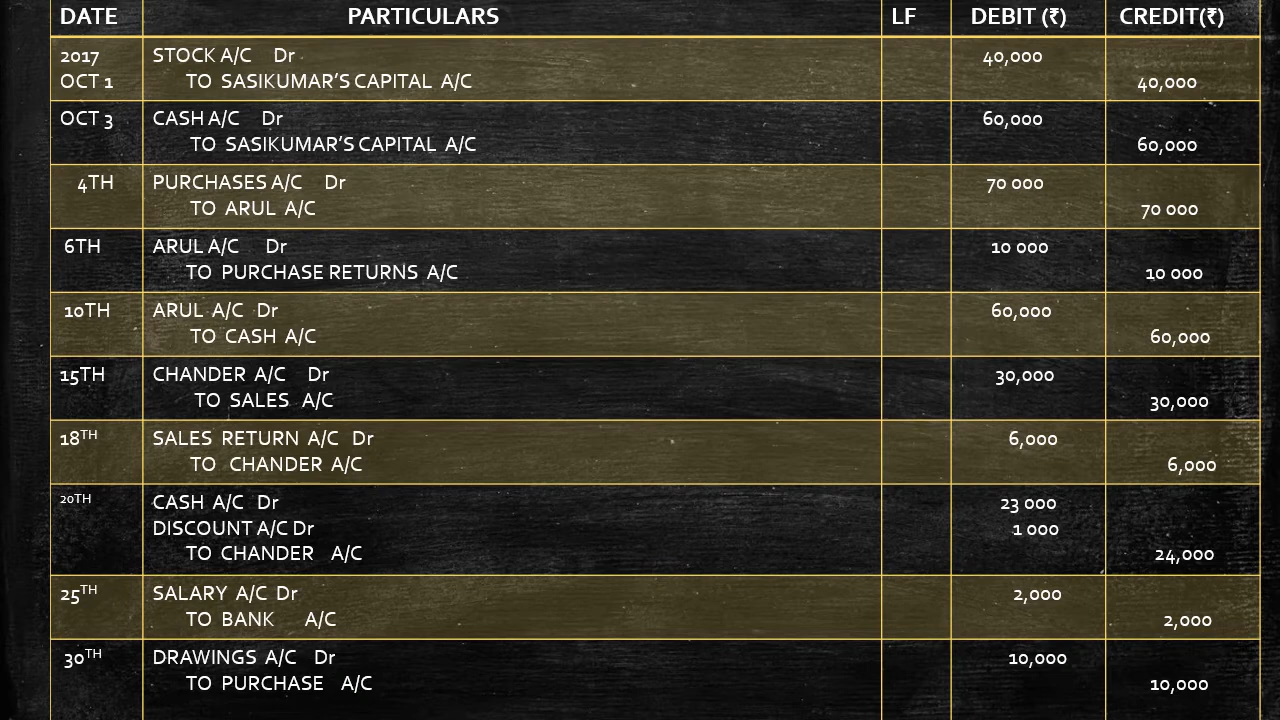 DATE PARTICULARS LF DEBIT (₹) CREDIT(₹)
2017 STOCK A/C Dr 40,000
OCT 1 TO SASIKUMAR’S CAPITAL A/C 40,000
OCT 3 CASH A/C Dr 60,000
TO SASIKUMAR’S CAPITAL A/C 60,000
4TH PURCHASES A/C Dr 70 000
TO ARUL A/C 70 000
6TH ARUL A/C Dr 10 000
TO PURCHASE RETURNS A/C 10 000
10TH ARUL A/C Dr 60,000
TO CASH A/C 60,000
15TH CHANDER A/C Dr 30,000
TO SALES A/C 30,000
18TH SALES RETURN A/C Dr 6,000
TO CHANDER A/C 6,000
20TH CASH A/C Dr 23 000
DISCOUNT A/C Dr 1 000
TO CHANDER A/C 24,000
25TH SALARY A/C Dr 2,000
TO BANK A/C 2,000
30TH DRAWINGS A/C Dr 10,000
TO PURCHASE A/C 10,000